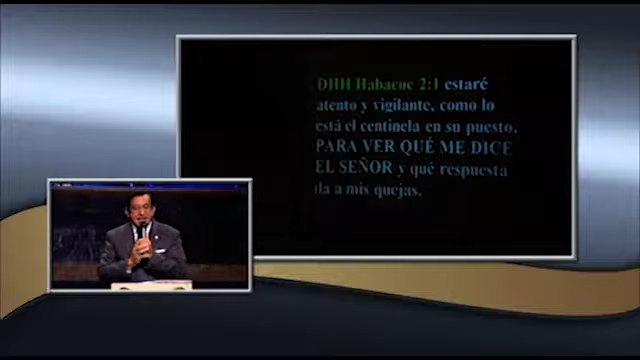 DHH Habacuc 2:1 estaré
atento y vigilante, como lo
está el centinela en su puesto,
PARA VER QUÉ ME DICE
EL SEÑOR y qué respuesta
da a mis quejas.